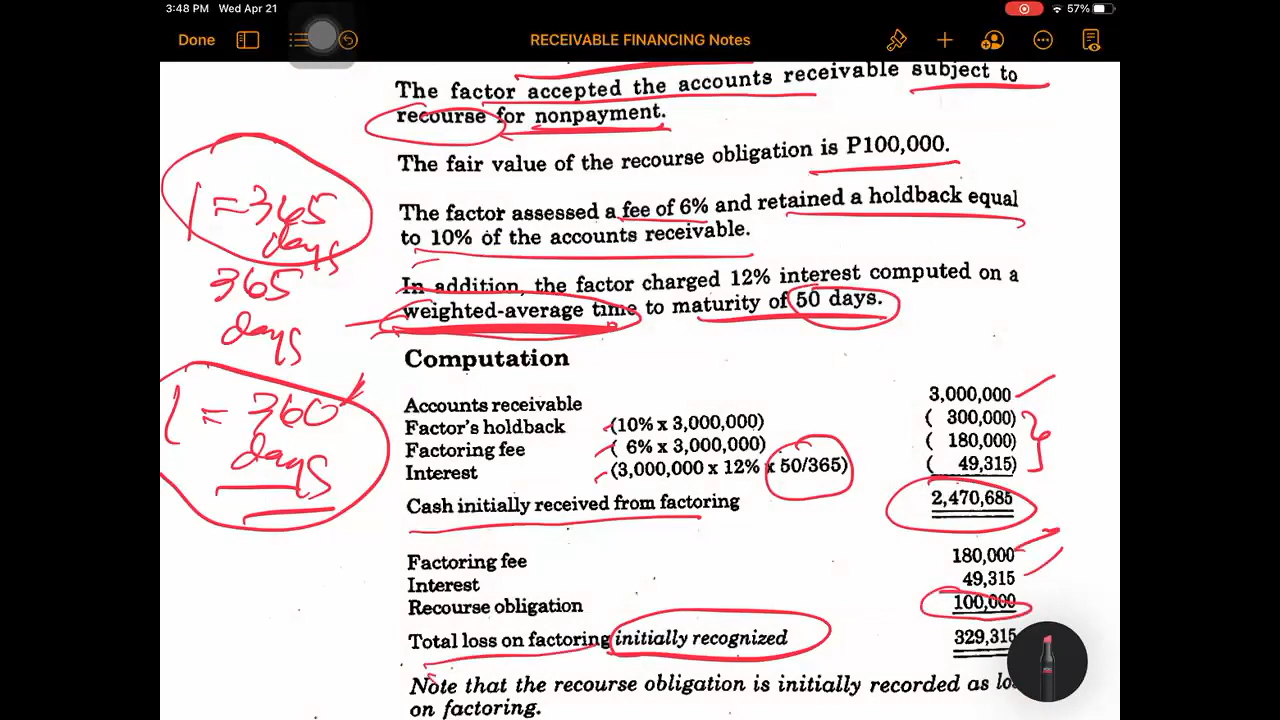 3:48 PM Wed Apr 21
57%
Done
RECEIVABLE FINANCING Notes
The factor accepted the accounts receivable subject to
recourse for nonpayment.
The fair value of the recourse obligation is P100,000.
1 = 365
days
The factor assessed a fee of 6% and retained a holdback equal
to 10% of the accounts receivable.
365
days
In addition, the factor charged 12% interest computed on a
weighted-average time to maturity of 50 days.
1 = 360
days
Computation
Accounts receivable 3,000,000
Factor's holdback (10% x 3,000,000) ( 300,000)
Factoring fee ( 6% x 3,000,000) ( 180,000)
Interest (3,000,000 x 12% x 50/365) ( 49,315)
Cash initially received from factoring 2,470,685
Factoring fee 180,000
Interest 49,315
Recourse obligation 100,000
Total loss on factoring initially recognized 329,315
Note that the recourse obligation is initially recorded as
on factoring.